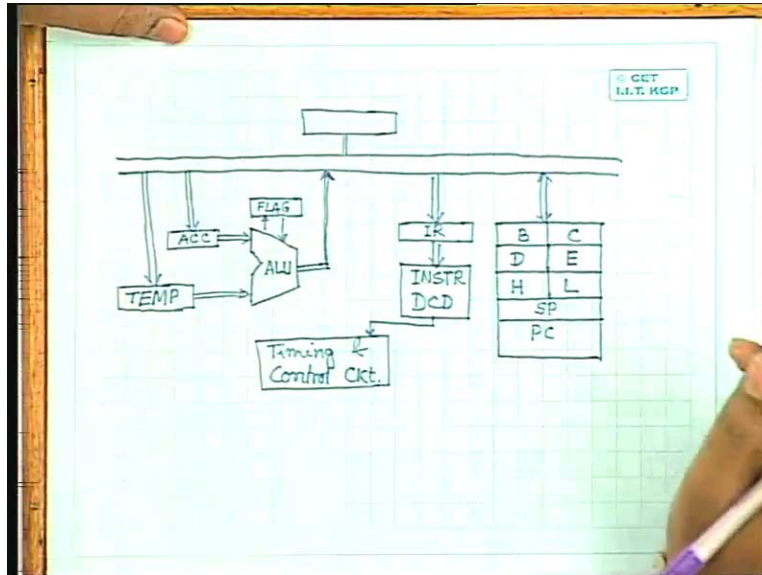 © CET
I.I.T. KGP
FLAG
ACC
ALU
TEMP
IR
INSTR
DCD
B C
D E
H L
SP
PC
Timing &
Control Ckt.